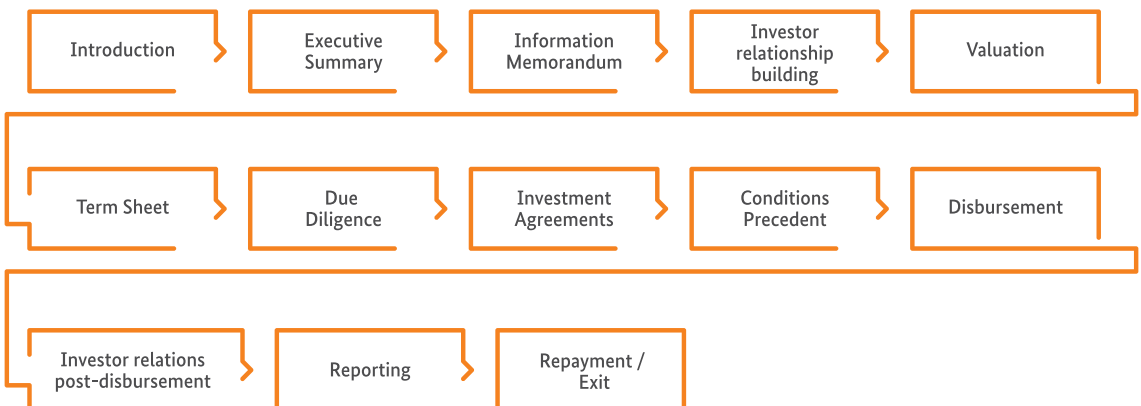 Introduction
Executive
Summary
Information
Memorandum
Investor
relationship
building
Valuation
Term Sheet
Due
Diligence
Investment
Agreements
Conditions
Precedent
Disbursement
Investor relations
post-disbursement
Reporting
Repayment /
Exit